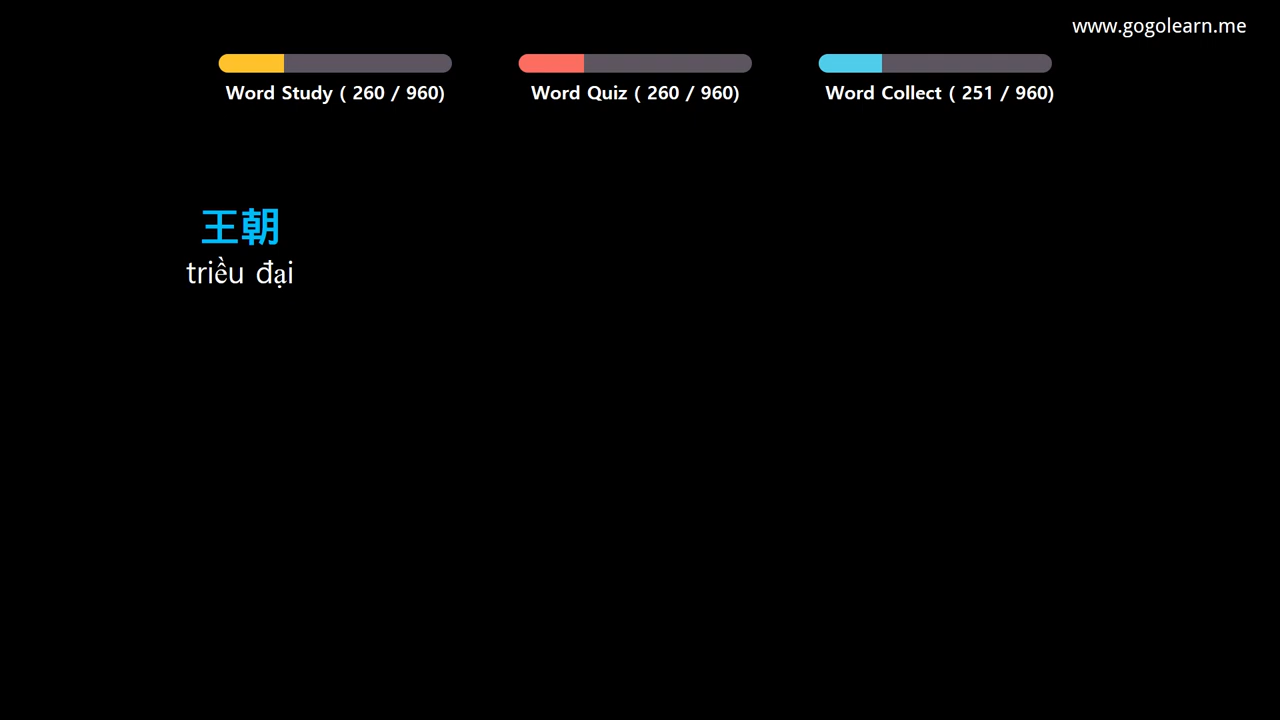 www.gogolearn.me
Word Study ( 260 / 960)
Word Quiz ( 260 / 960)
Word Collect ( 251 / 960)
王朝
triều đại